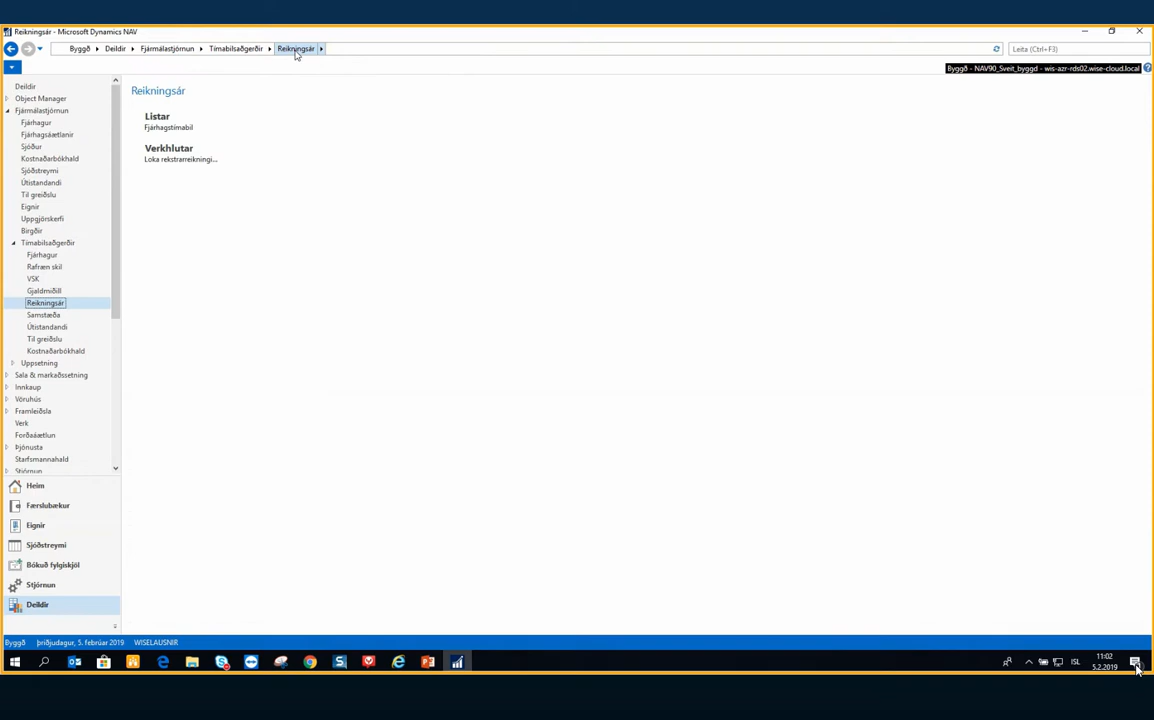 Reikningsár - Microsoft Dynamics NAV
Byggð Deildir Fjármálastjórnun Tímabilsaðgerðir Reikningsár
Leita (Ctrl+F3)
Byggð - NAV90_Sveit_byggd - wis-azr-rds02.wise-cloud.local
Deildir
Object Manager
Fjármálastjórnun
Fjárhagur
Fjárhagsáætlanir
Sjóður
Kostnaðarbókhald
Sjóðstreymi
Útistandandi
Til greiðslu
Eignir
Uppgjörskerfi
Birgðir
Tímabilsaðgerðir
Fjárhagur
Rafræn skil
VSK
Gjaldmiðill
Reikningsár
Samstæða
Útistandandi
Til greiðslu
Kostnaðarbókhald
Uppsetning
Sala & markaðssetning
Innkaup
Vöruhús
Framleiðsla
Verk
Forðaáætlun
Þjónusta
Starfsmannahald
Stjórnun
Heim
Færslubækur
Eignir
Sjóðstreymi
Bókuð fylgiskjöl
Stjórnun
Deildir
Reikningsár
Listar
Fjárhagstímabil
Verkhlutar
Loka rekstrarreikningi...
Byggð þriðjudagur, 5. febrúar 2019 WISELAUSNIR
ISL
11:02
5.2.2019